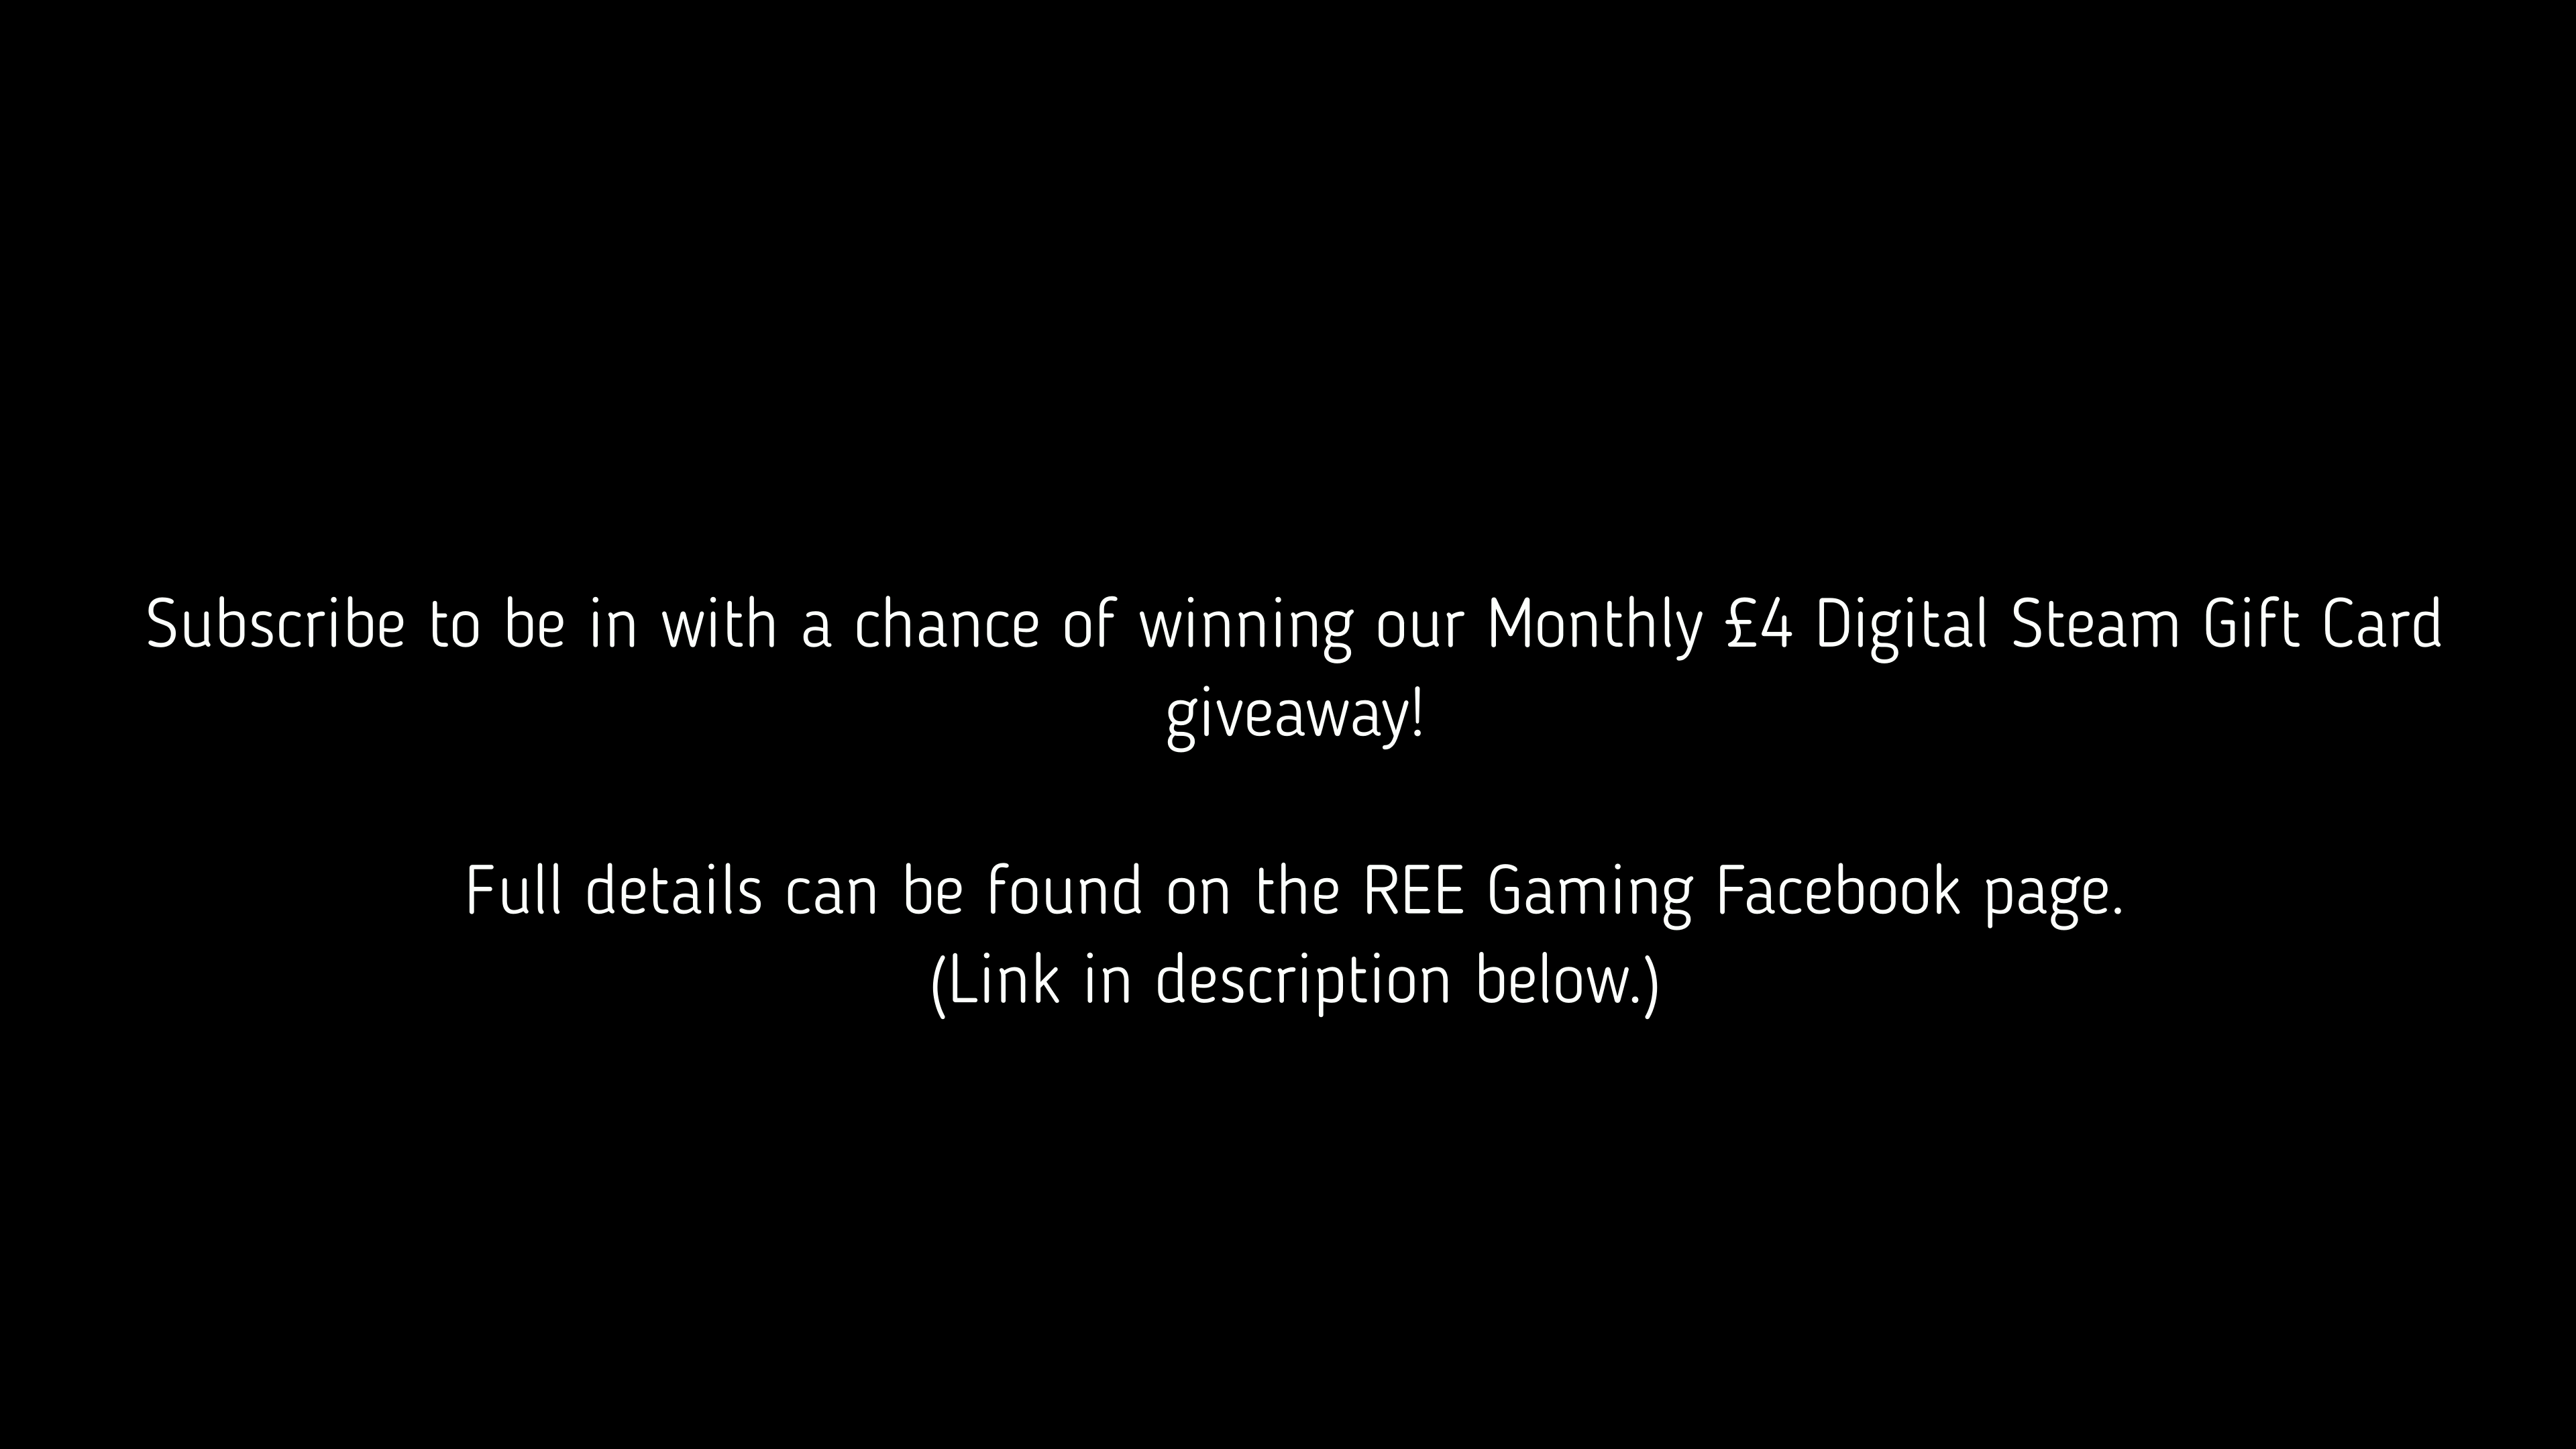 Subscribe to be in with a chance of winning our Monthly £4 Digital Steam Gift Card
giveaway!
Full details can be found on the REE Gaming Facebook page.
(Link in description below.)